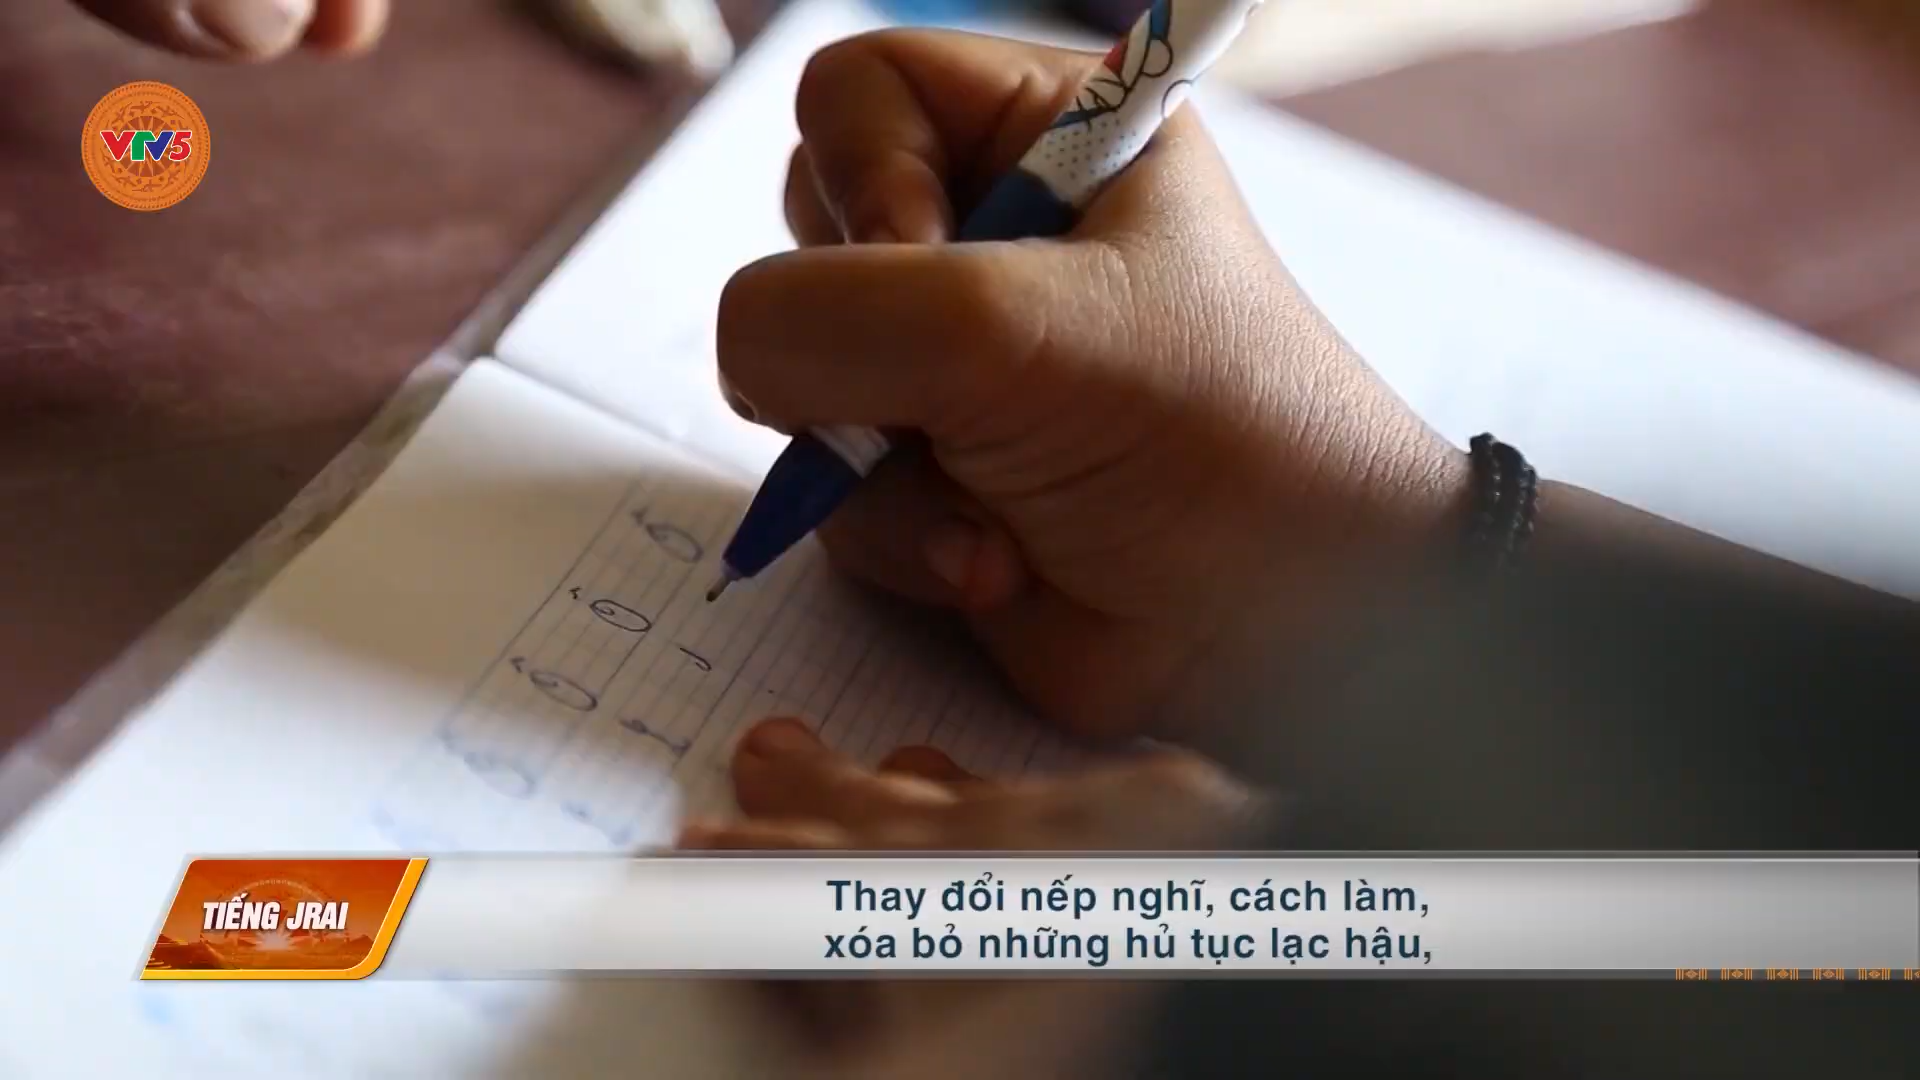 VTV5
TIẾNG JRAI
Thay đổi nếp nghĩ, cách làm,
xóa bỏ những hủ tục lạc hậu,